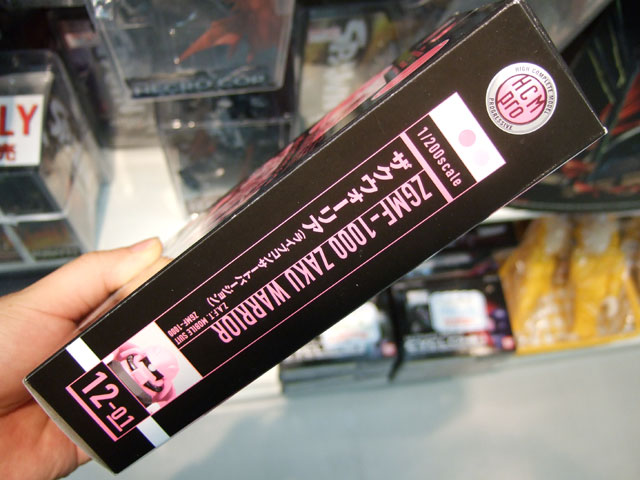 HIGH COMPLETE MODEL
HCM
Pro
PROGRESSIVE
1/200scale
ZGMF-1000 ZAKU WARRIOR
ザクウォーリア(ライブコンサートバージョン)
Z.A.F.T. MOBILE SUIT
ZGMF-1000
12-01
LY
売